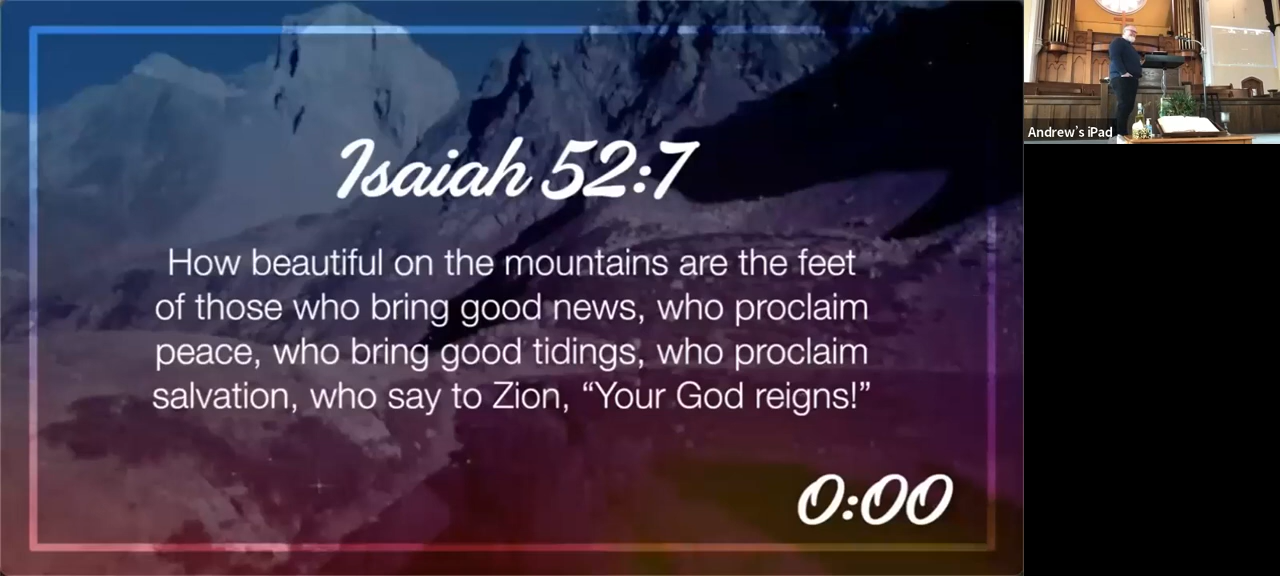 Isaiah 52:7
How beautiful on the mountains are the feet
of those who bring good news, who proclaim
peace, who bring good tidings, who proclaim
salvation, who say to Zion, “Your God reigns!”
0:00
Andrew's iPad